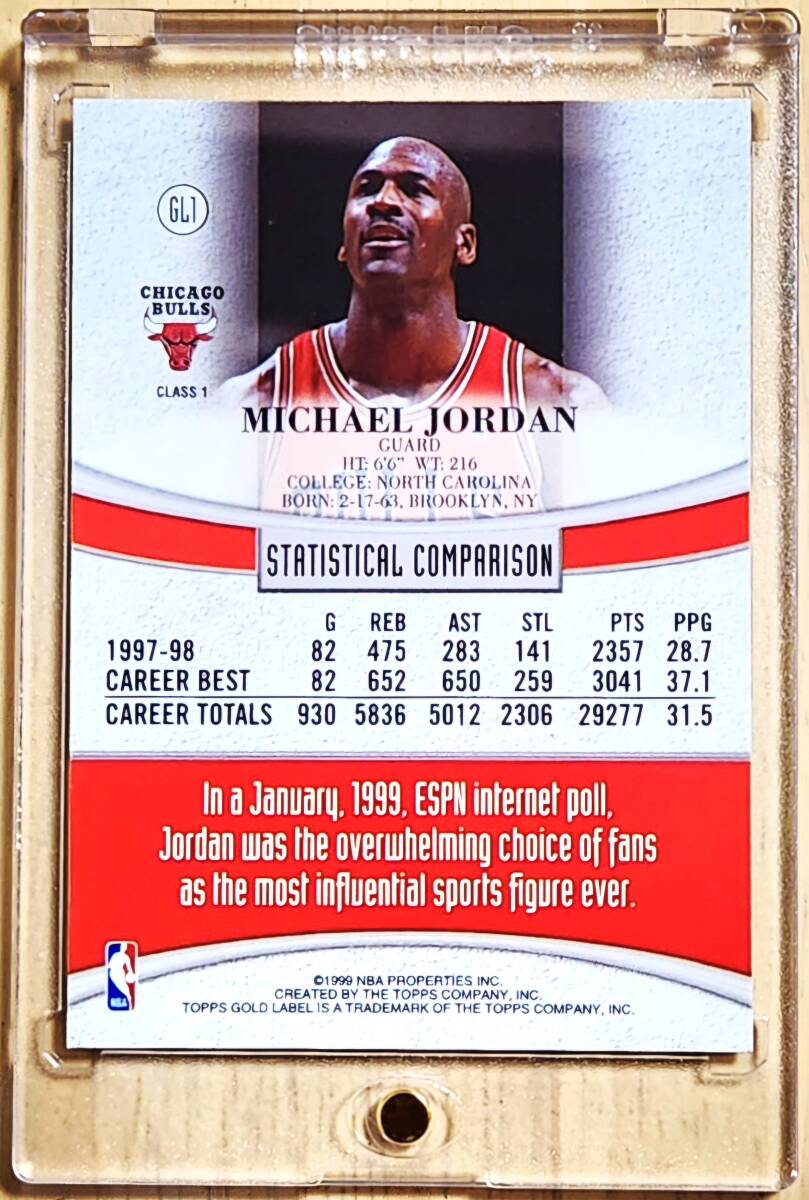 GL1
CHICAGO
BULLS
CLASS 1
MICHAEL JORDAN
GUARD
HT: 6'6" WT: 216
COLLEGE: NORTH CAROLINA
BORN: 2-17-63, BROOKLYN, NY
STATISTICAL COMPARISON
G REB AST STL PTS PPG
1997-98 82 475 283 141 2357 28.7
CAREER BEST 82 652 650 259 3041 37.1
CAREER TOTALS 930 5836 5012 2306 29277 31.5
In a January, 1999, ESPN internet poll,
Jordan was the overwhelming choice of fans
as the most influential sports figure ever.
NBA
©1999 NBA PROPERTIES INC.
CREATED BY THE TOPPS COMPANY, INC.
TOPPS GOLD LABEL IS A TRADEMARK OF THE TOPPS COMPANY, INC.